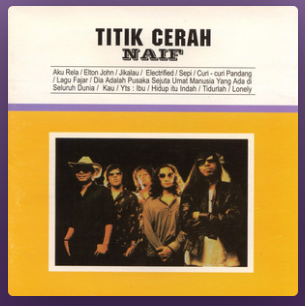 TITIK CERAH
NAIF
Aku Rela / Elton John / Jikalau / Electrified / Sepi / Curi - curi Pandang
/ Lagu Fajar / Dia Adalah Pusaka Sejuta Umat Manusia Yang Ada di
Seluruh Dunia / Kau / Yts : Ibu / Hidup itu Indah / Tidurlah / Lonely